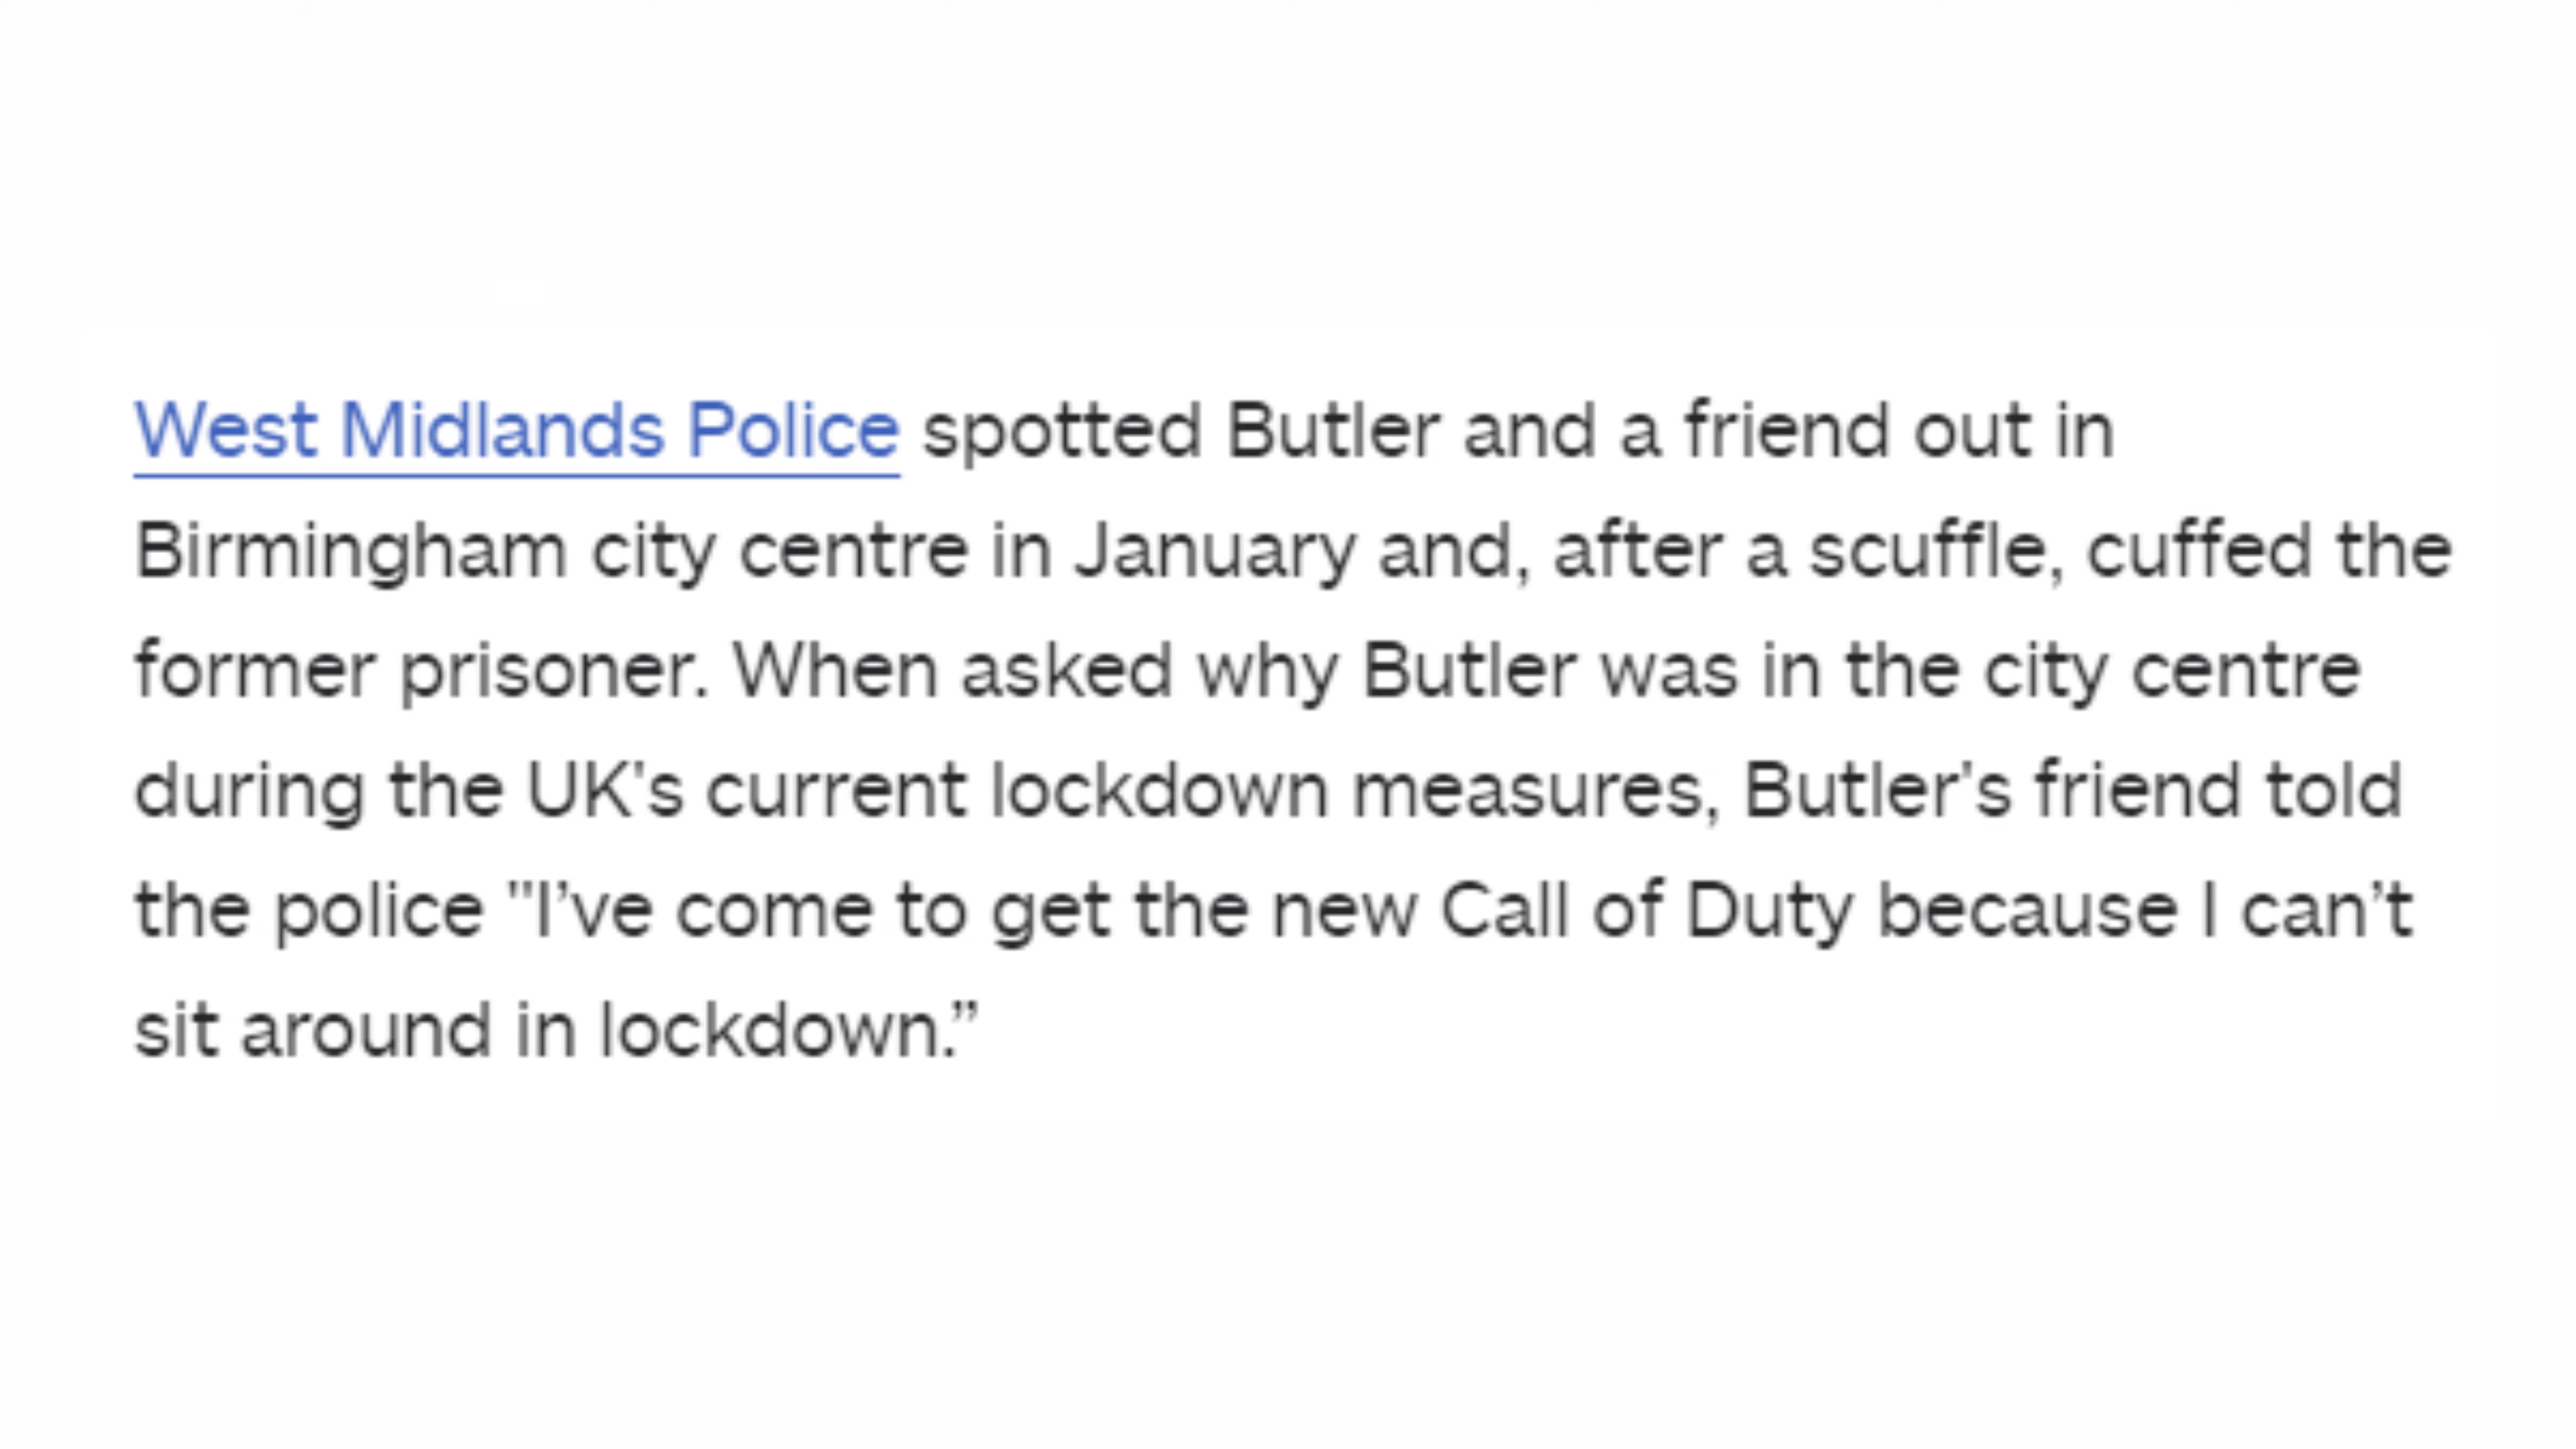 West Midlands Police spotted Butler and a friend out in
Birmingham city centre in January and, after a scuffle, cuffed the
former prisoner. When asked why Butler was in the city centre
during the UK's current lockdown measures, Butler's friend told
the police "I’ve come to get the new Call of Duty because I can’t
sit around in lockdown.”